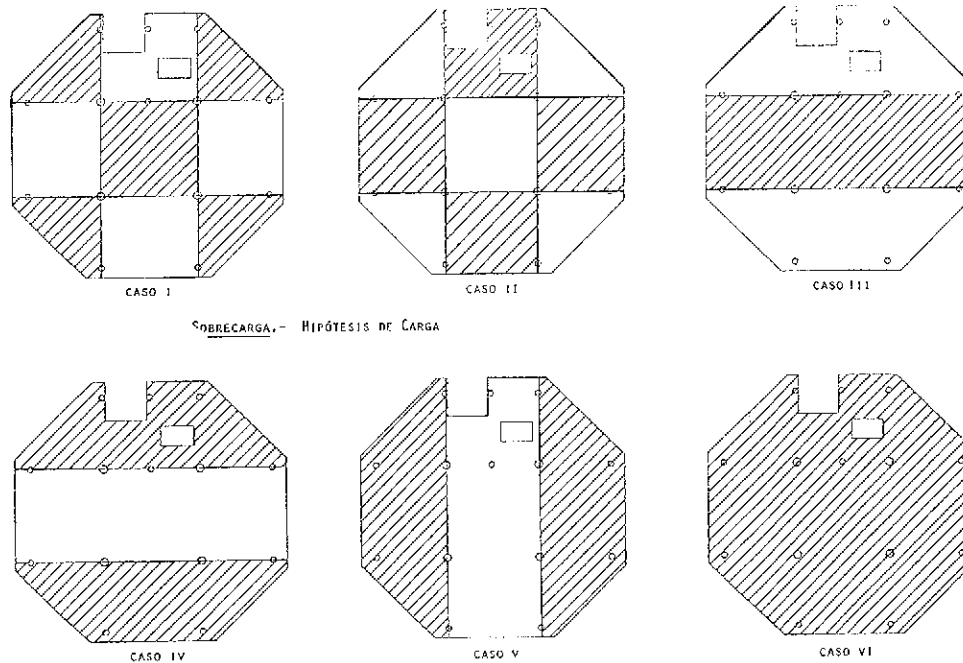 CASO I
CASO II
CASO III
SOBRECARGA.- HIPÓTESIS DE CARGA
CASO IV
CASO V
CASO VI